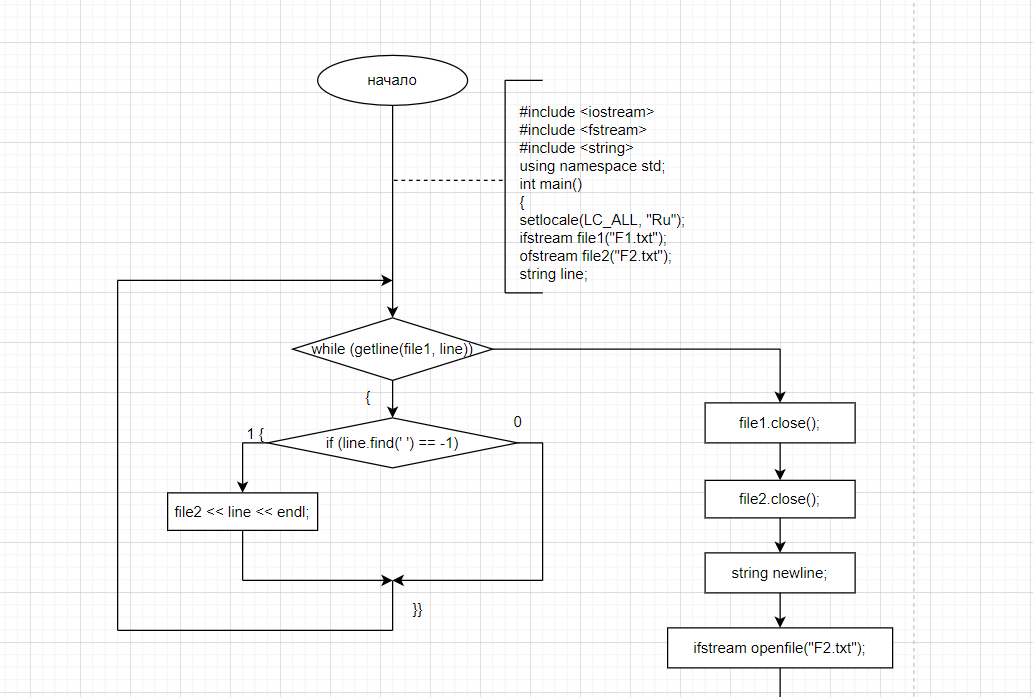 начало
#include <iostream>
#include <fstream>
#include <string>
using namespace std;
int main()
{
setlocale(LC_ALL, "Ru");
ifstream file1("F1.txt");
ofstream file2("F2.txt");
string line;
while (getline(file1, line))
{
if (line.find(' ') == -1)
1 {
0
file2 << line << endl;
}}
file1.close();
file2.close();
string newline;
ifstream openfile("F2.txt");